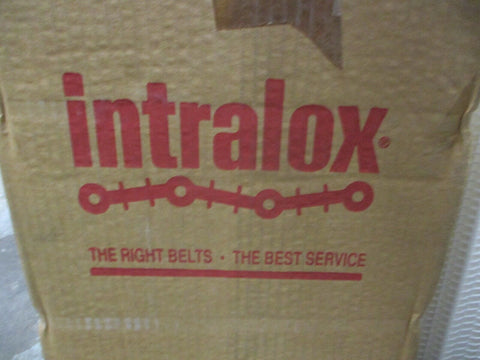 intralox®
THE RIGHT BELTS · THE BEST SERVICE